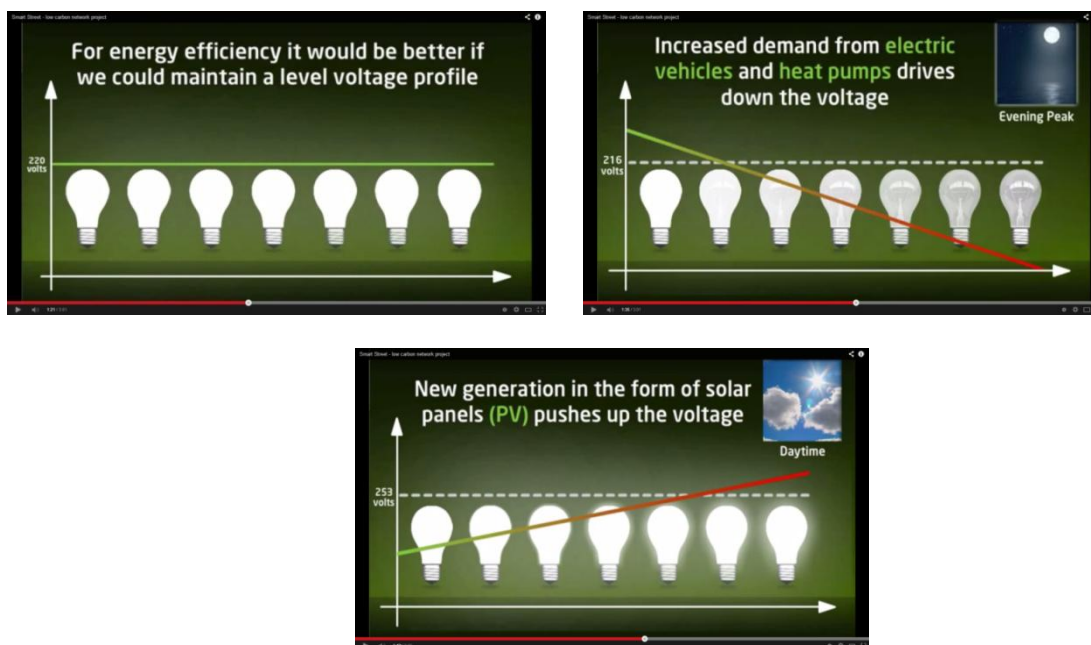 Smart Street - low carbon network project
For energy efficiency it would be better if
we could maintain a level voltage profile
220
volts
Smart Street - low carbon network project
Increased demand from electric
vehicles and heat pumps drives
down the voltage
Evening Peak
216
volts
Smart Street - low carbon network project
New generation in the form of solar
panels (PV) pushes up the voltage
Daytime
253
volts